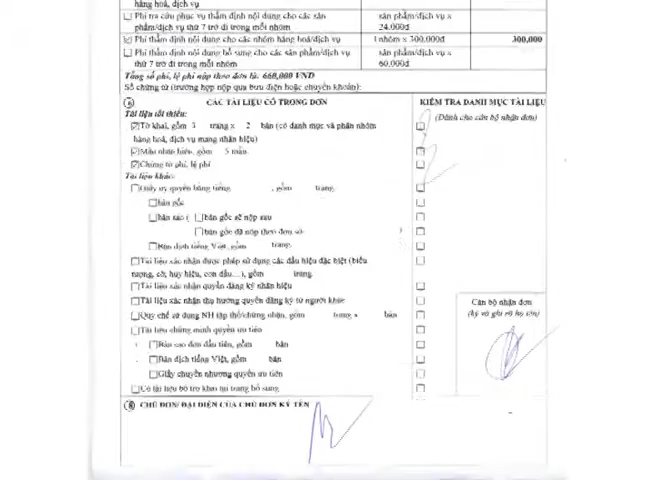 hàng hoá, dịch vụ
Phí tra cứu phục vụ thẩm định nội dung cho các sản
phẩm/dịch vụ thứ 7 trở đi trong mỗi nhóm
sản phẩm/dịch vụ x
24.000đ
Phí thẩm định nội dung cho các nhóm hàng hoá/dịch vụ
1 nhóm x 300.000đ
300,000
Phí thẩm định nội dung bổ sung cho các sản phẩm/dịch vụ
thứ 7 trở đi trong mỗi nhóm
sản phẩm/dịch vụ x
60.000đ
Tổng số phí, lệ phí nộp theo đơn là: 660,000 VND
Số chứng từ (trường hợp nộp qua bưu điện hoặc chuyển khoản):
CÁC TÀI LIỆU CÓ TRONG ĐƠN
Tài liệu tối thiểu:
Tờ khai, gồm 3 trang x 2 bản (có danh mục và phân nhóm
hàng hoá, dịch vụ mang nhãn hiệu)
Mẫu nhãn hiệu, gồm 5 mẫu
Chứng từ phí, lệ phí
Tài liệu khác:
Giấy uỷ quyền bằng tiếng , gồm trang.
bản gốc
bản sao ( bản gốc sẽ nộp sau
bản gốc đã nộp theo đơn số )
Bản dịch tiếng Việt, gồm trang.
Tài liệu xác nhận được phép sử dụng các dấu hiệu đặc biệt (biểu
tượng, cờ, huy hiệu, con dấu...), gồm trang
Tài liệu xác nhận quyền đăng ký nhãn hiệu
Tài liệu xác nhận thụ hưởng quyền đăng ký từ người khác
Quy chế sử dụng NH tập thể/chứng nhận, gồm trang x bản
Tài liệu chứng minh quyền ưu tiên
Bản sao đơn đầu tiên, gồm bản
Bản dịch tiếng Việt, gồm bản
Giấy chuyển nhượng quyền ưu tiên
Có tài liệu bổ trợ khai tại trang bổ sung
KIỂM TRA DANH MỤC TÀI LIỆU
(Dành cho cán bộ nhận đơn)
Cán bộ nhận đơn
(ký và ghi rõ họ tên)
CHỦ ĐƠN/ ĐẠI DIỆN CỦA CHỦ ĐƠN KÝ TÊN